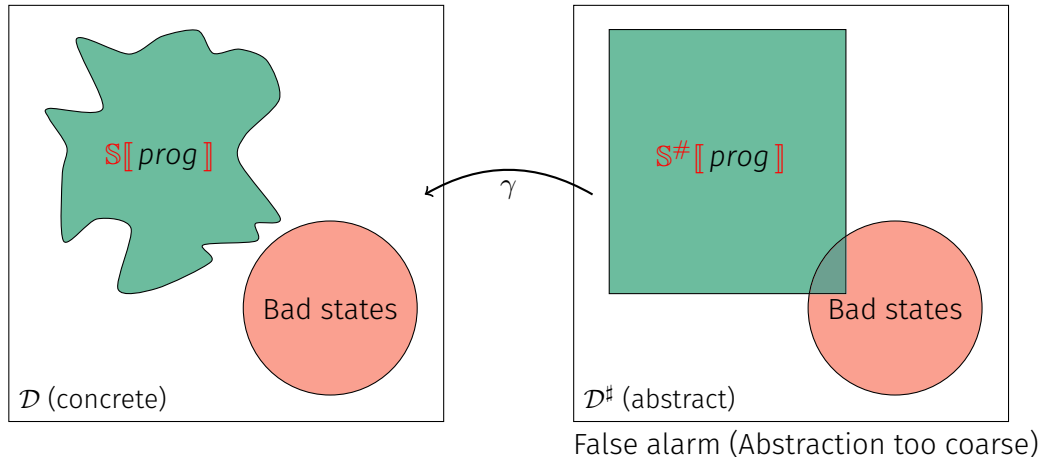 𝕊⟦prog⟧
Bad states
𝒟 (concrete)
γ
𝕊#⟦prog⟧
Bad states
𝒟♯ (abstract)
False alarm (Abstraction too coarse)